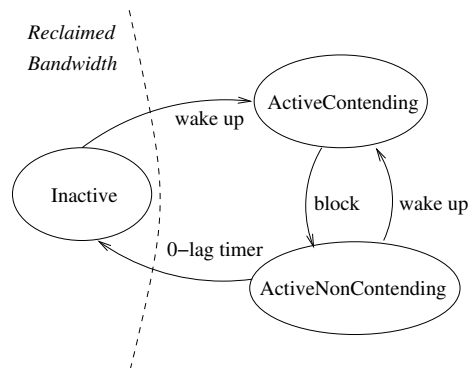 Reclaimed
Bandwidth
ActiveContending
wake up
Inactive
block
wake up
0−lag timer
ActiveNonContending